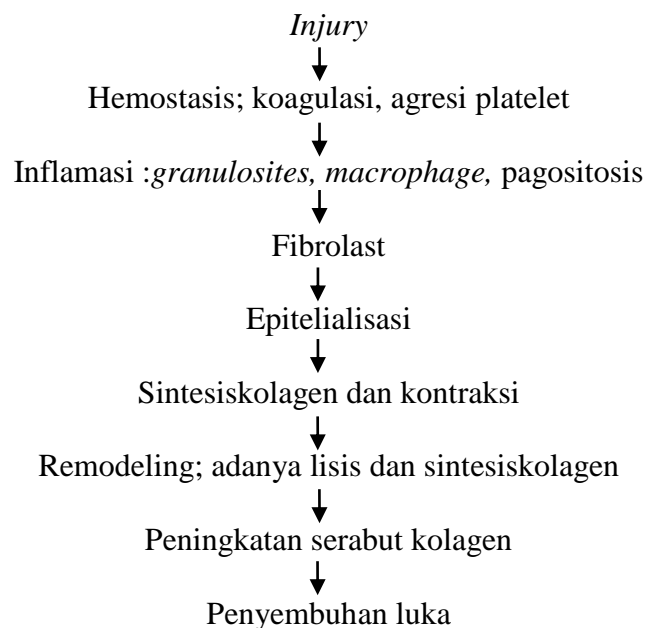 Injury
Hemostasis; koagulasi, agresi platelet
Inflamasi :granulosites, macrophage, pagositosis
Fibrolast
Epitelialisasi
Sintesiskolagen dan kontraksi
Remodeling; adanya lisis dan sintesiskolagen
Peningkatan serabut kolagen
Penyembuhan luka